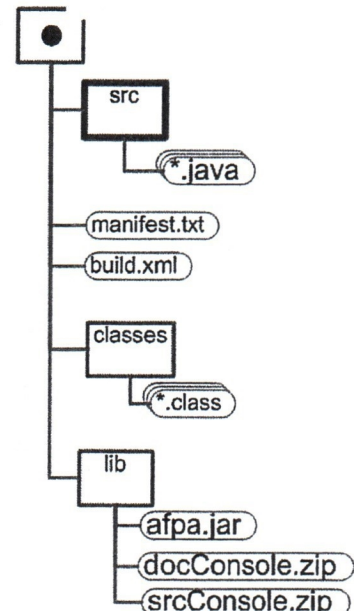 src
*.java
manifest.txt
build.xml
classes
*.class
lib
afpa.jar
docConsole.zip
srcConsole.zip